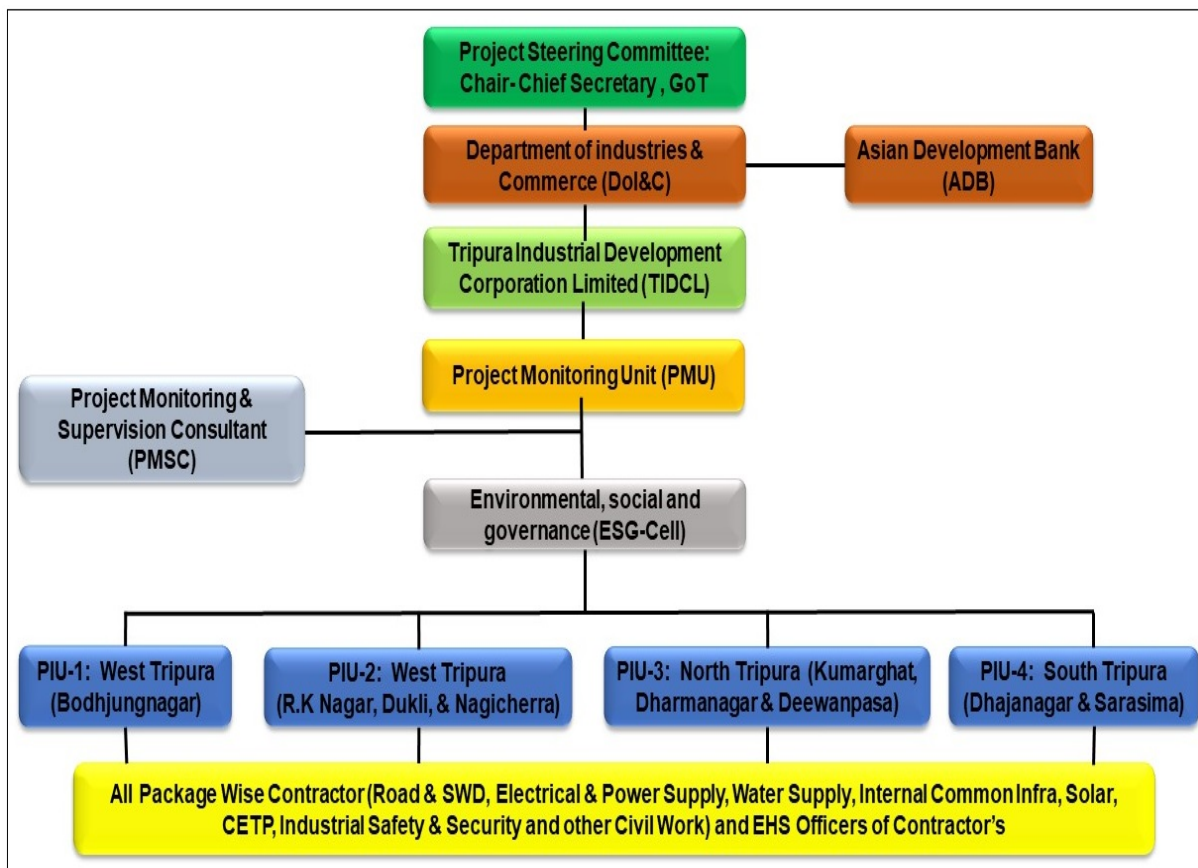 Project Steering Committee:
Chair- Chief Secretary , GoT
Department of industries &
Commerce (DoI&C)
Asian Development Bank
(ADB)
Tripura Industrial Development
Corporation Limited (TIDCL)
Project Monitoring Unit (PMU)
Project Monitoring &
Supervision Consultant
(PMSC)
Environmental, social and
governance (ESG-Cell)
PIU-1: West Tripura
(Bodhjungnagar)
PIU-2: West Tripura
(R.K Nagar, Dukli, & Nagicherra)
PIU-3: North Tripura (Kumarghat,
Dharmanagar & Deewanpasa)
PIU-4: South Tripura
(Dhajanagar & Sarasima)
All Package Wise Contractor (Road & SWD, Electrical & Power Supply, Water Supply, Internal Common Infra, Solar,
CETP, Industrial Safety & Security and other Civil Work) and EHS Officers of Contractor's